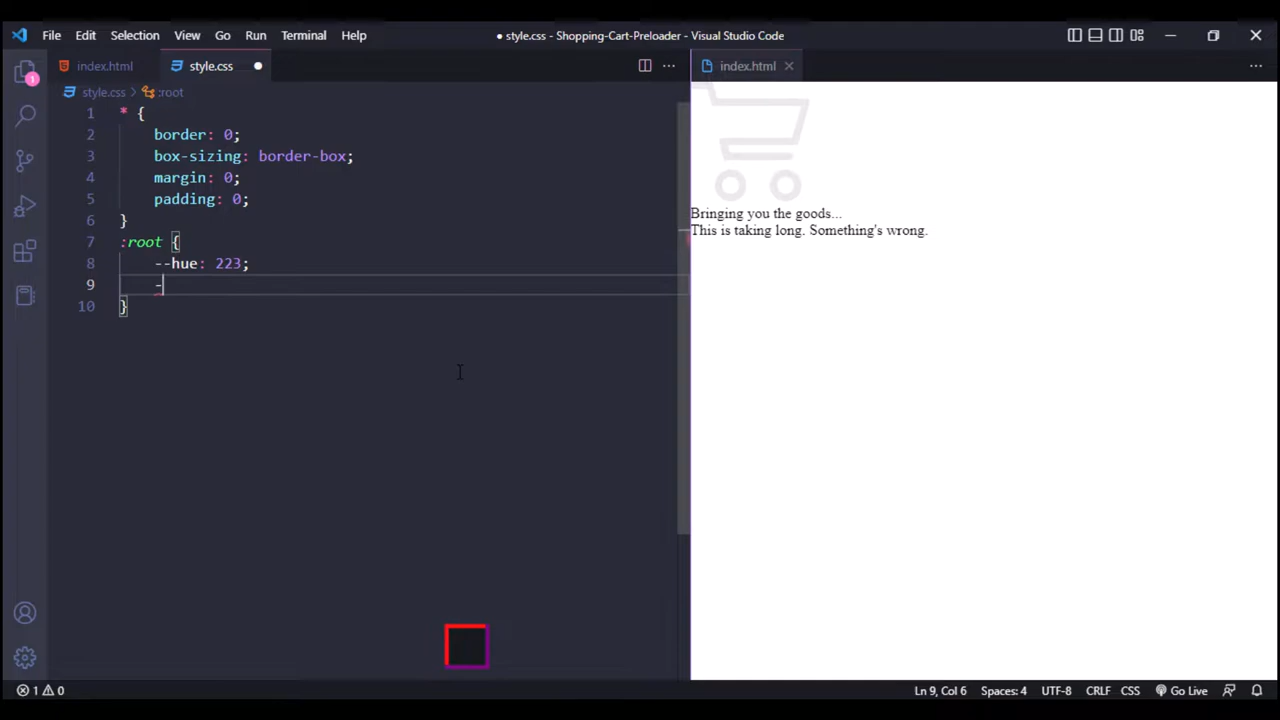 File Edit Selection View Go Run Terminal Help
● style.css - Shopping-Cart-Preloader - Visual Studio Code
index.html
style.css ●
index.html
style.css > :root
1 * {
2 border: 0;
3 box-sizing: border-box;
4 margin: 0;
5 padding: 0;
6 }
7 :root {
8 --hue: 223;
9 -
10 }
1
Bringing you the goods...
This is taking long. Something's wrong.
1 0
Ln 9, Col 6 Spaces: 4 UTF-8 CRLF CSS Go Live